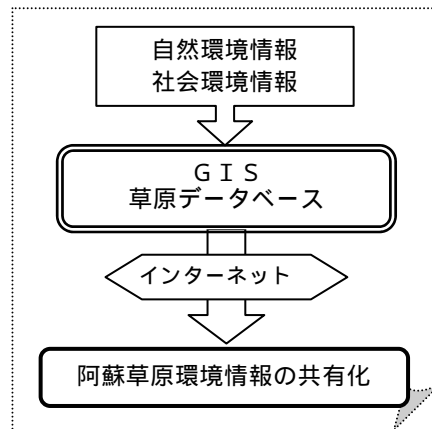 自然環境情報
社会環境情報
ＧＩＳ
草原データベース
インターネット
阿蘇草原環境情報の共有化